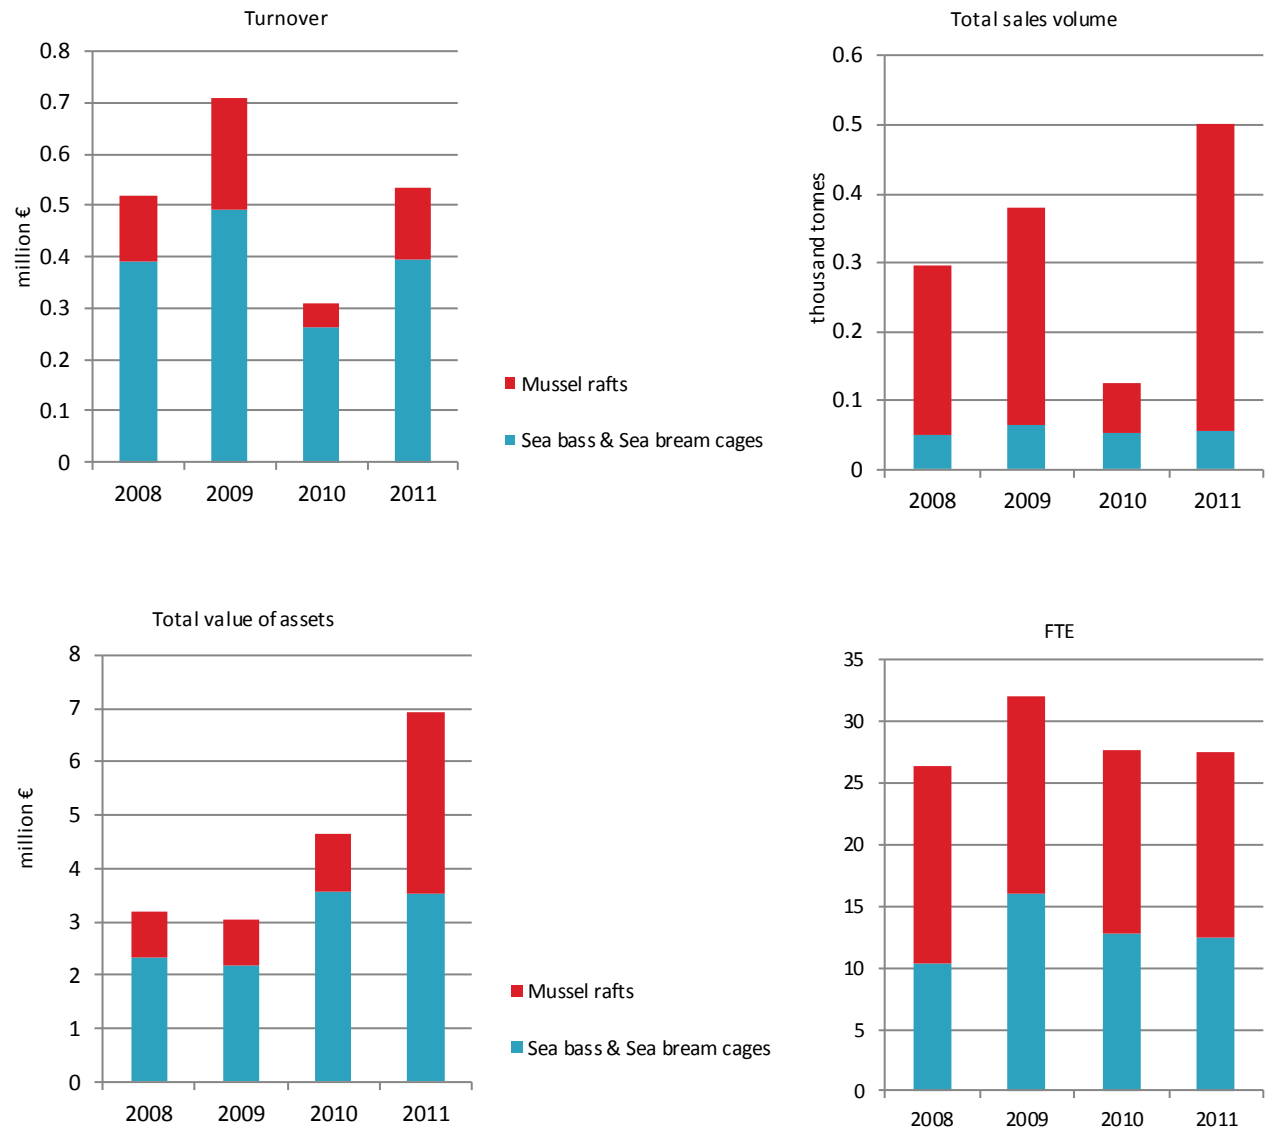 Turnover
million €
0.8
0.7
0.6
0.5
0.4
0.3
0.2
0.1
0
2008 2009 2010 2011
Mussel rafts
Sea bass & Sea bream cages
Total sales volume
thousand tonnes
0.6
0.5
0.4
0.3
0.2
0.1
0
2008 2009 2010 2011
Total value of assets
million €
8
7
6
5
4
3
2
1
0
2008 2009 2010 2011
Mussel rafts
Sea bass & Sea bream cages
FTE
35
30
25
20
15
10
5
0
2008 2009 2010 2011